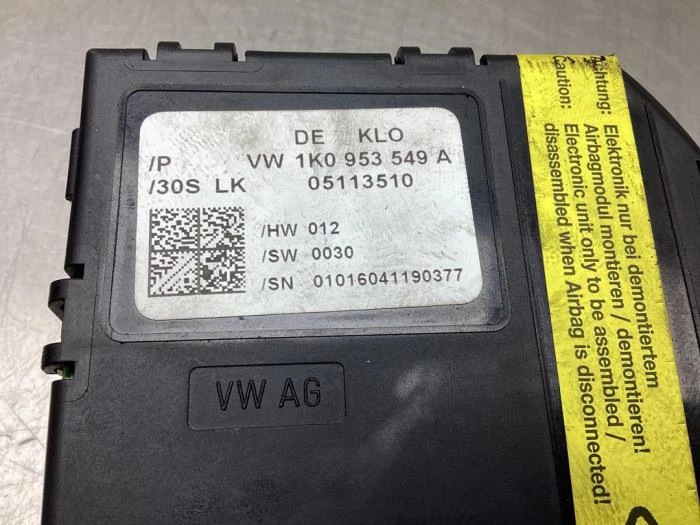 DE KLO
/P VW 1K0 953 549 A
/30S LK 05113510
/HW 012
/SW 0030
/SN 01016041190377
VW AG
Achtung: Elektronik nur bei demontiertem
Airbagmodul montieren / demontieren!
Caution: Electronic unit only to be assembled /
disassembled when Airbag is disconnected!